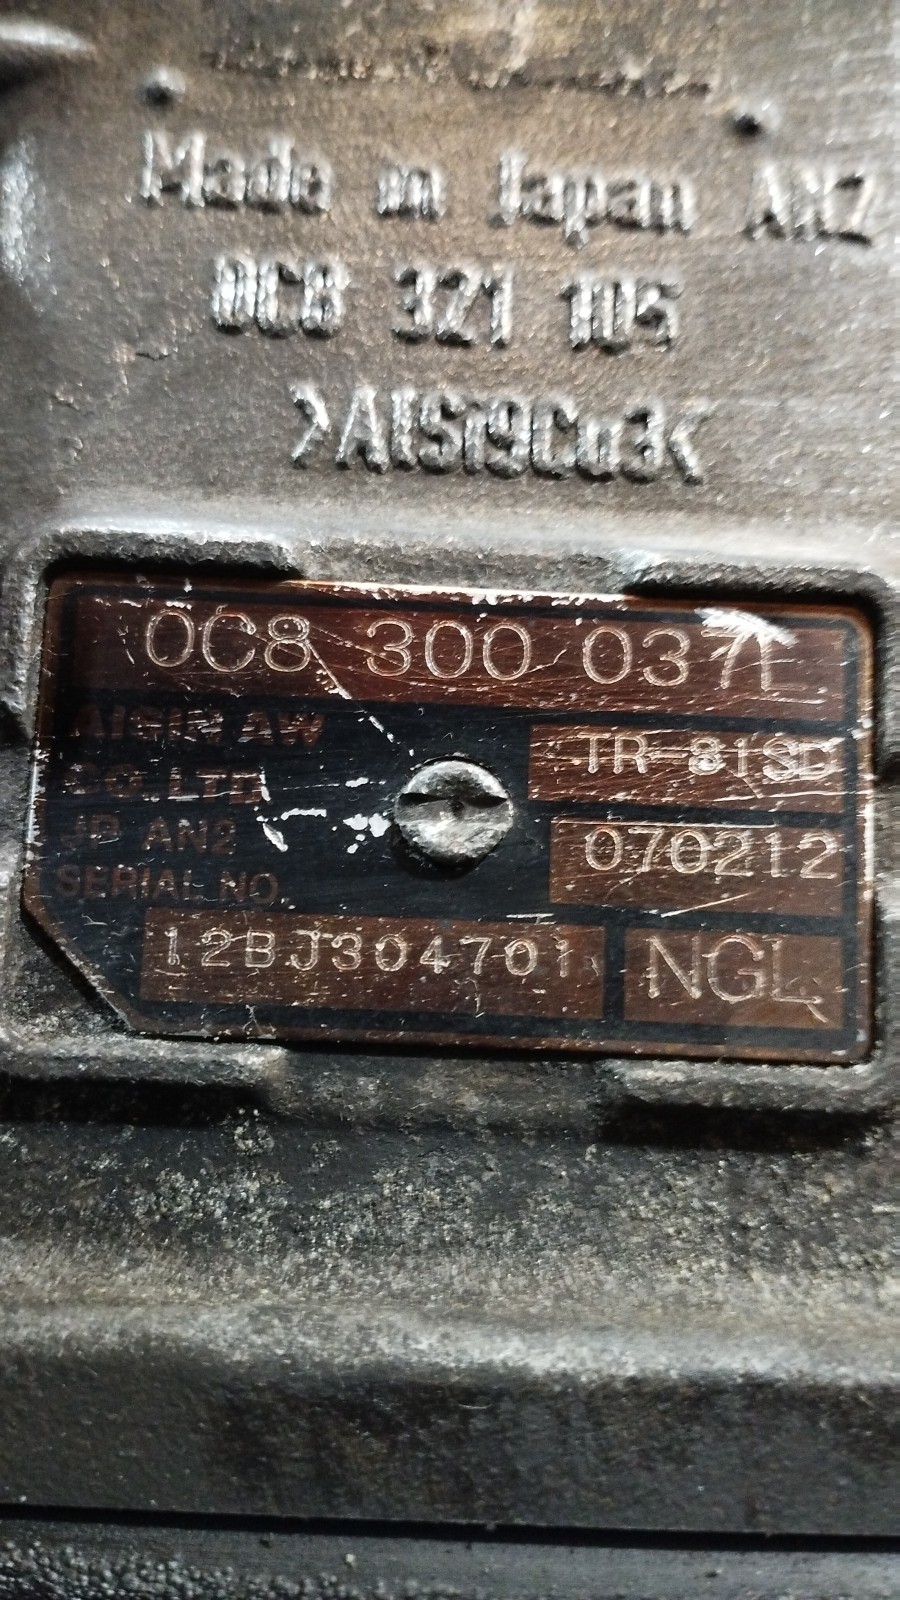 Made in Japan AN2
0C8 321 105
>AlSi9Cu3<
0C8 300 037L
AISIN AW
CO.,LTD
JP AN2
SERIAL NO.
TR-81SD
070212
12BJ304701
NGL